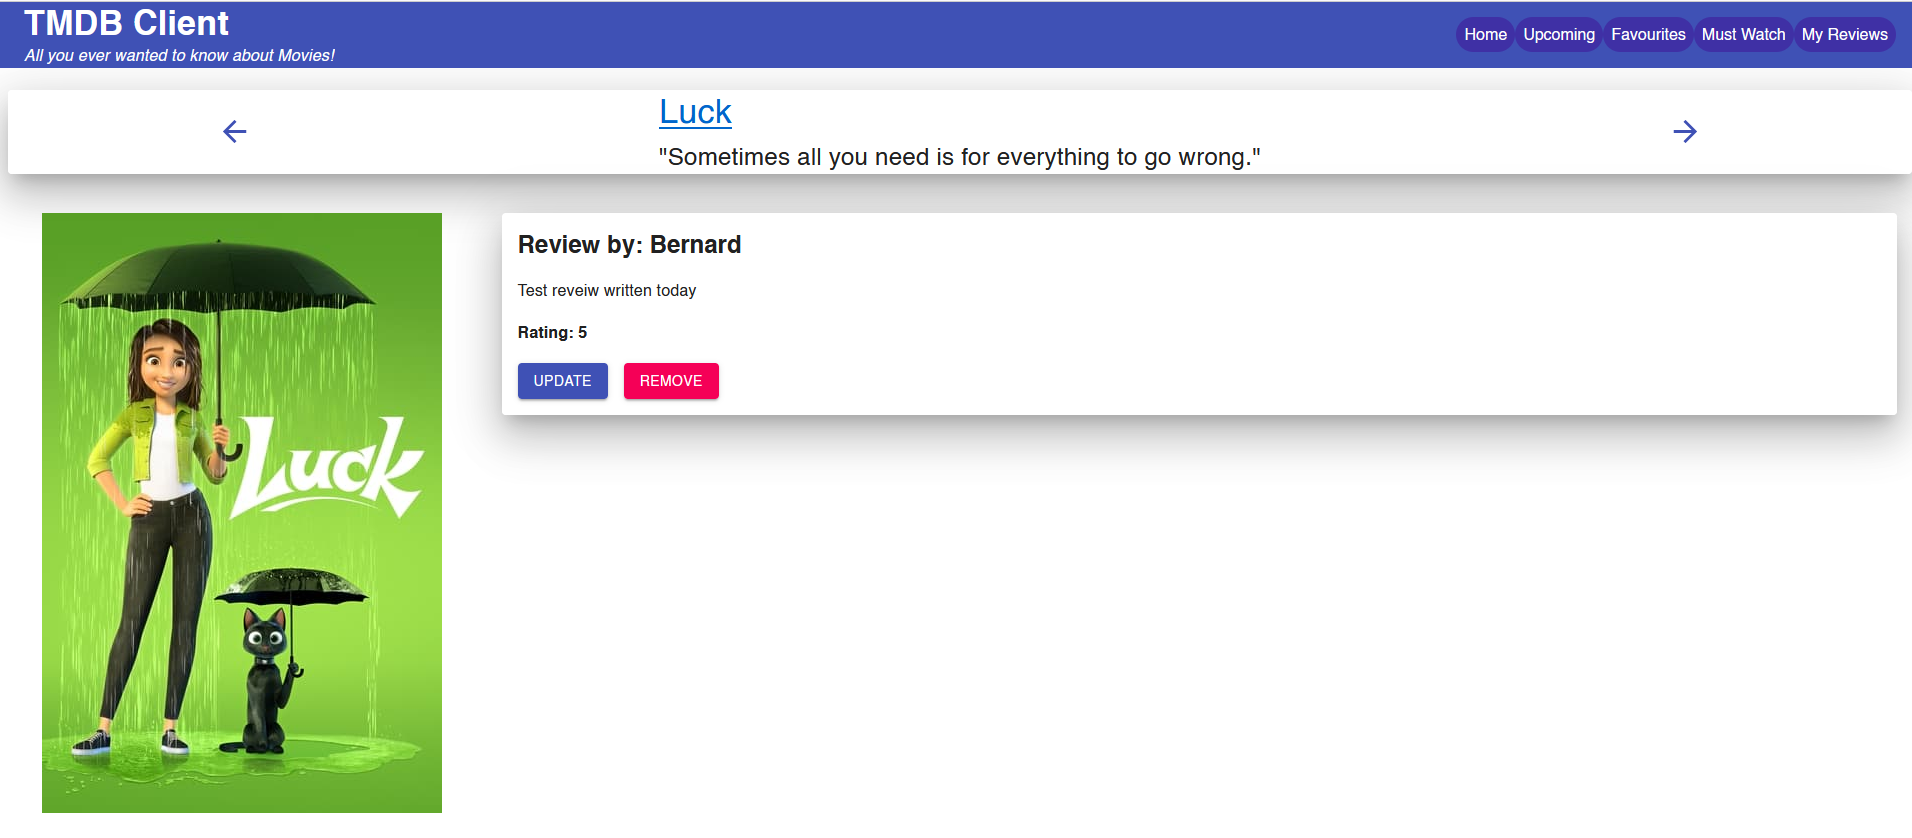 TMDB Client
All you ever wanted to know about Movies!
Home Upcoming Favourites Must Watch My Reviews
Luck
"Sometimes all you need is for everything to go wrong."
Luck
Review by: Bernard
Test reveiw written today
Rating: 5
UPDATE REMOVE